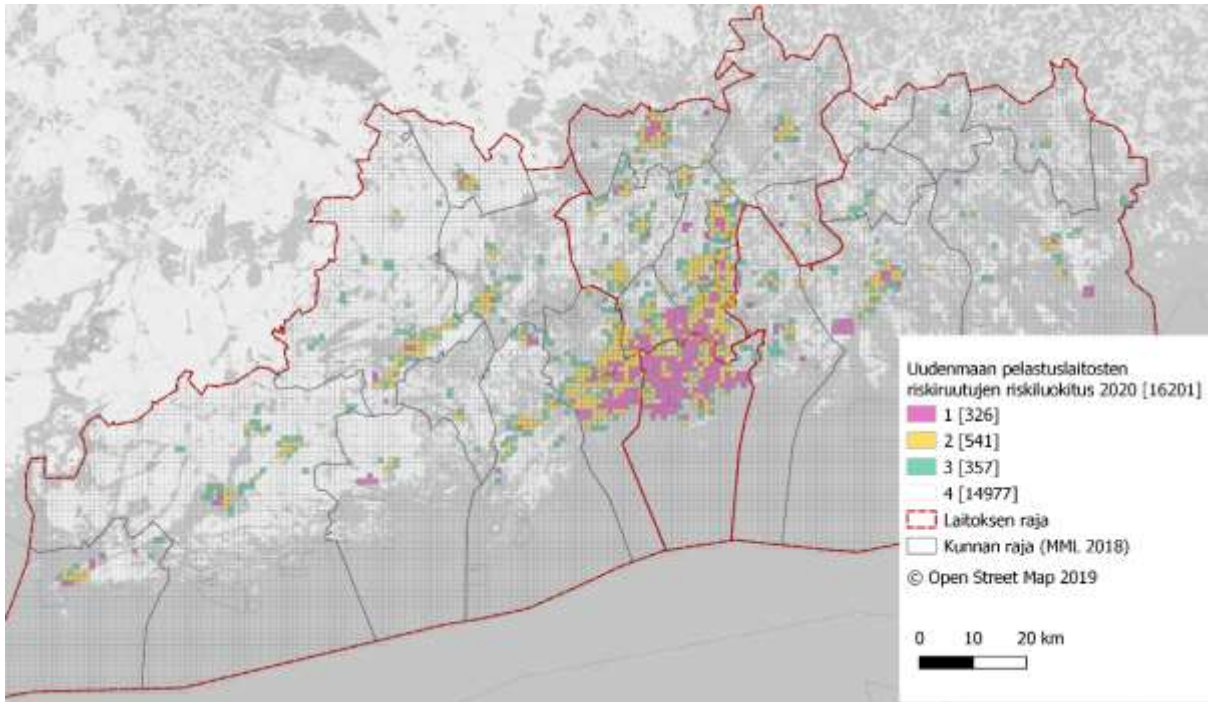 Uudenmaan pelastuslaitosten
riskiruutujen riskiluokitus 2020 [16201]
1 [326]
2 [541]
3 [357]
4 [14977]
Laitoksen raja
Kunnan raja (MML 2018)
© Open Street Map 2019
0 10 20 km